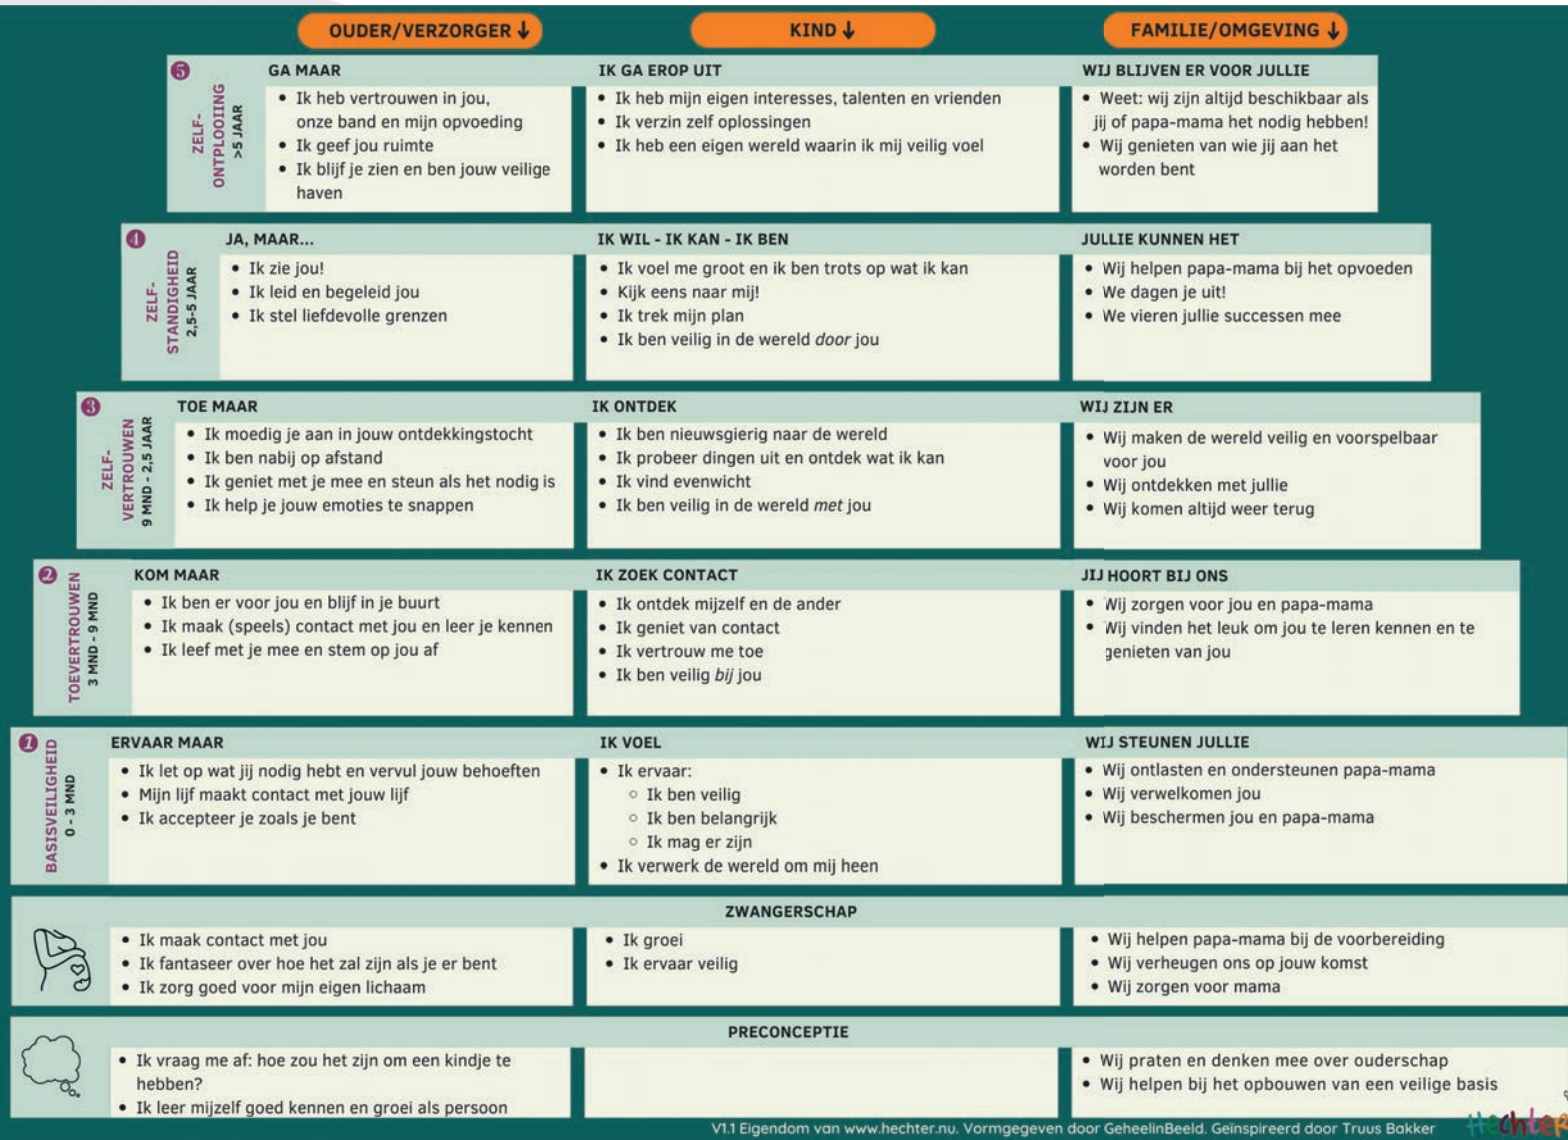 OUDER/VERZORGER ↓
KIND ↓
FAMILIE/OMGEVING ↓
5
ZELF-
ONTPLOOING
>5 JAAR
GA MAAR
• Ik heb vertrouwen in jou,
onze band en mijn opvoeding
• Ik geef jou ruimte
• Ik blijf je zien en ben jouw veilige
haven
IK GA EROP UIT
• Ik heb mijn eigen interesses, talenten en vrienden
• Ik verzin zelf oplossingen
• Ik heb een eigen wereld waarin ik mij veilig voel
WIJ BLIJVEN ER VOOR JULLIE
• Weet: wij zijn altijd beschikbaar als
jij of papa-mama het nodig hebben!
• Wij genieten van wie jij aan het
worden bent
4
ZELF-
STANDIGHEID
2,5-5 JAAR
JA, MAAR...
• Ik zie jou!
• Ik leid en begeleid jou
• Ik stel liefdevolle grenzen
IK WIL - IK KAN - IK BEN
• Ik voel me groot en ik ben trots op wat ik kan
• Kijk eens naar mij!
• Ik trek mijn plan
• Ik ben veilig in de wereld door jou
JULLIE KUNNEN HET
• Wij helpen papa-mama bij het opvoeden
• We dagen je uit!
• We vieren jullie successen mee
3
ZELF-
VERTROUWEN
9 MND - 2,5 JAAR
TOE MAAR
• Ik moedig je aan in jouw ontdekkingstocht
• Ik ben nabij op afstand
• Ik geniet met je mee en steun als het nodig is
• Ik help je jouw emoties te snappen
IK ONTDEK
• Ik ben nieuwsgierig naar de wereld
• Ik probeer dingen uit en ontdek wat ik kan
• Ik vind evenwicht
• Ik ben veilig in de wereld met jou
WIJ ZIJN ER
• Wij maken de wereld veilig en voorspelbaar
voor jou
• Wij ontdekken met jullie
• Wij komen altijd weer terug
2
TOEVERTROUWEN
3 MND - 9 MND
KOM MAAR
• Ik ben er voor jou en blijf in je buurt
• Ik maak (speels) contact met jou en leer je kennen
• Ik leef met je mee en stem op jou af
IK ZOEK CONTACT
• Ik ontdek mijzelf en de ander
• Ik geniet van contact
• Ik vertrouw me toe
• Ik ben veilig bij jou
JIJ HOORT BIJ ONS
• Wij zorgen voor jou en papa-mama
• Wij vinden het leuk om jou te leren kennen en te
genieten van jou
1
BASISVEILIGHEID
0 - 3 MND
ERVAAR MAAR
• Ik let op wat jij nodig hebt en vervul jouw behoeften
• Mijn lijf maakt contact met jouw lijf
• Ik accepteer je zoals je bent
IK VOEL
• Ik ervaar:
○ Ik ben veilig
○ Ik ben belangrijk
○ Ik mag er zijn
• Ik verwerk de wereld om mij heen
WIJ STEUNEN JULLIE
• Wij ontlasten en ondersteunen papa-mama
• Wij verwelkomen jou
• Wij beschermen jou en papa-mama
ZWANGERSCHAP
• Ik maak contact met jou
• Ik fantaseer over hoe het zal zijn als je er bent
• Ik zorg goed voor mijn eigen lichaam
• Ik groei
• Ik ervaar veilig
• Wij helpen papa-mama bij de voorbereiding
• Wij verheugen ons op jouw komst
• Wij zorgen voor mama
PRECONCEPTIE
• Ik vraag me af: hoe zou het zijn om een kindje te
hebben?
• Ik leer mijzelf goed kennen en groei als persoon
• Wij praten en denken mee over ouderschap
• Wij helpen bij het opbouwen van een veilige basis
V1.1 Eigendom van www.hechter.nu. Vormgegeven door GeheelinBeeld. Geïnspireerd door Truus Bakker
Hechter